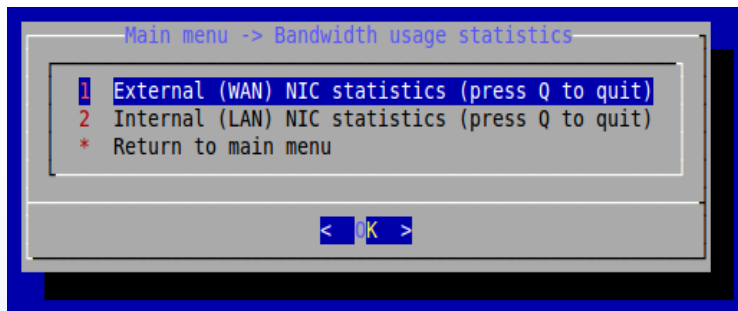 Main menu -> Bandwidth usage statistics
1 External (WAN) NIC statistics (press Q to quit)
2 Internal (LAN) NIC statistics (press Q to quit)
* Return to main menu
< OK >